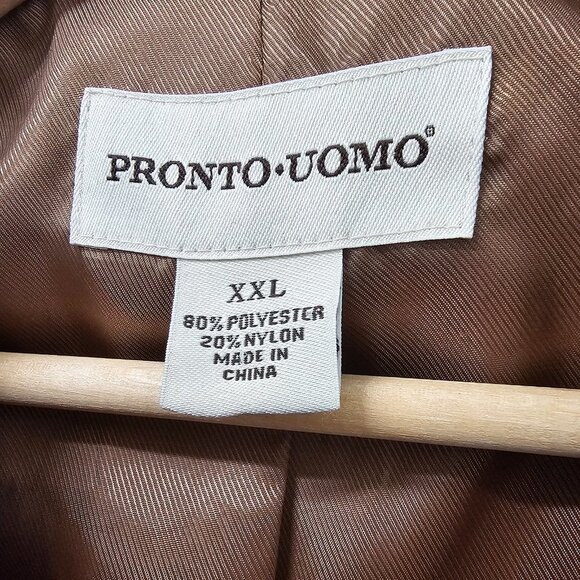 PRONTO•UOMO®
XXL
80% POLYESTER
20% NYLON
MADE IN
CHINA